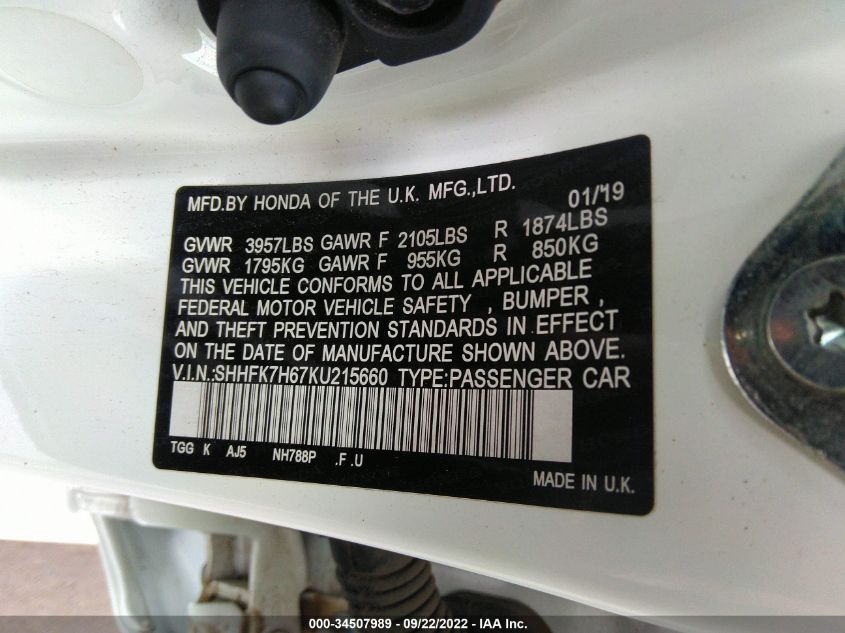 MFD.BY HONDA OF THE U.K. MFG.,LTD. 01/'19
GVWR 3957LBS GAWR F 2105LBS R 1874LBS
GVWR 1795KG GAWR F 955KG R 850KG
THIS VEHICLE CONFORMS TO ALL APPLICABLE
FEDERAL MOTOR VEHICLE SAFETY , BUMPER ,
AND THEFT PREVENTION STANDARDS IN EFFECT
ON THE DATE OF MANUFACTURE SHOWN ABOVE.
V.I.N.:SHHFK7H67KU215660 TYPE:PASSENGER CAR
TGG K AJ5 NH788P .F .U
MADE IN U.K.
000-34507989 - 09/22/2022 - IAA Inc.